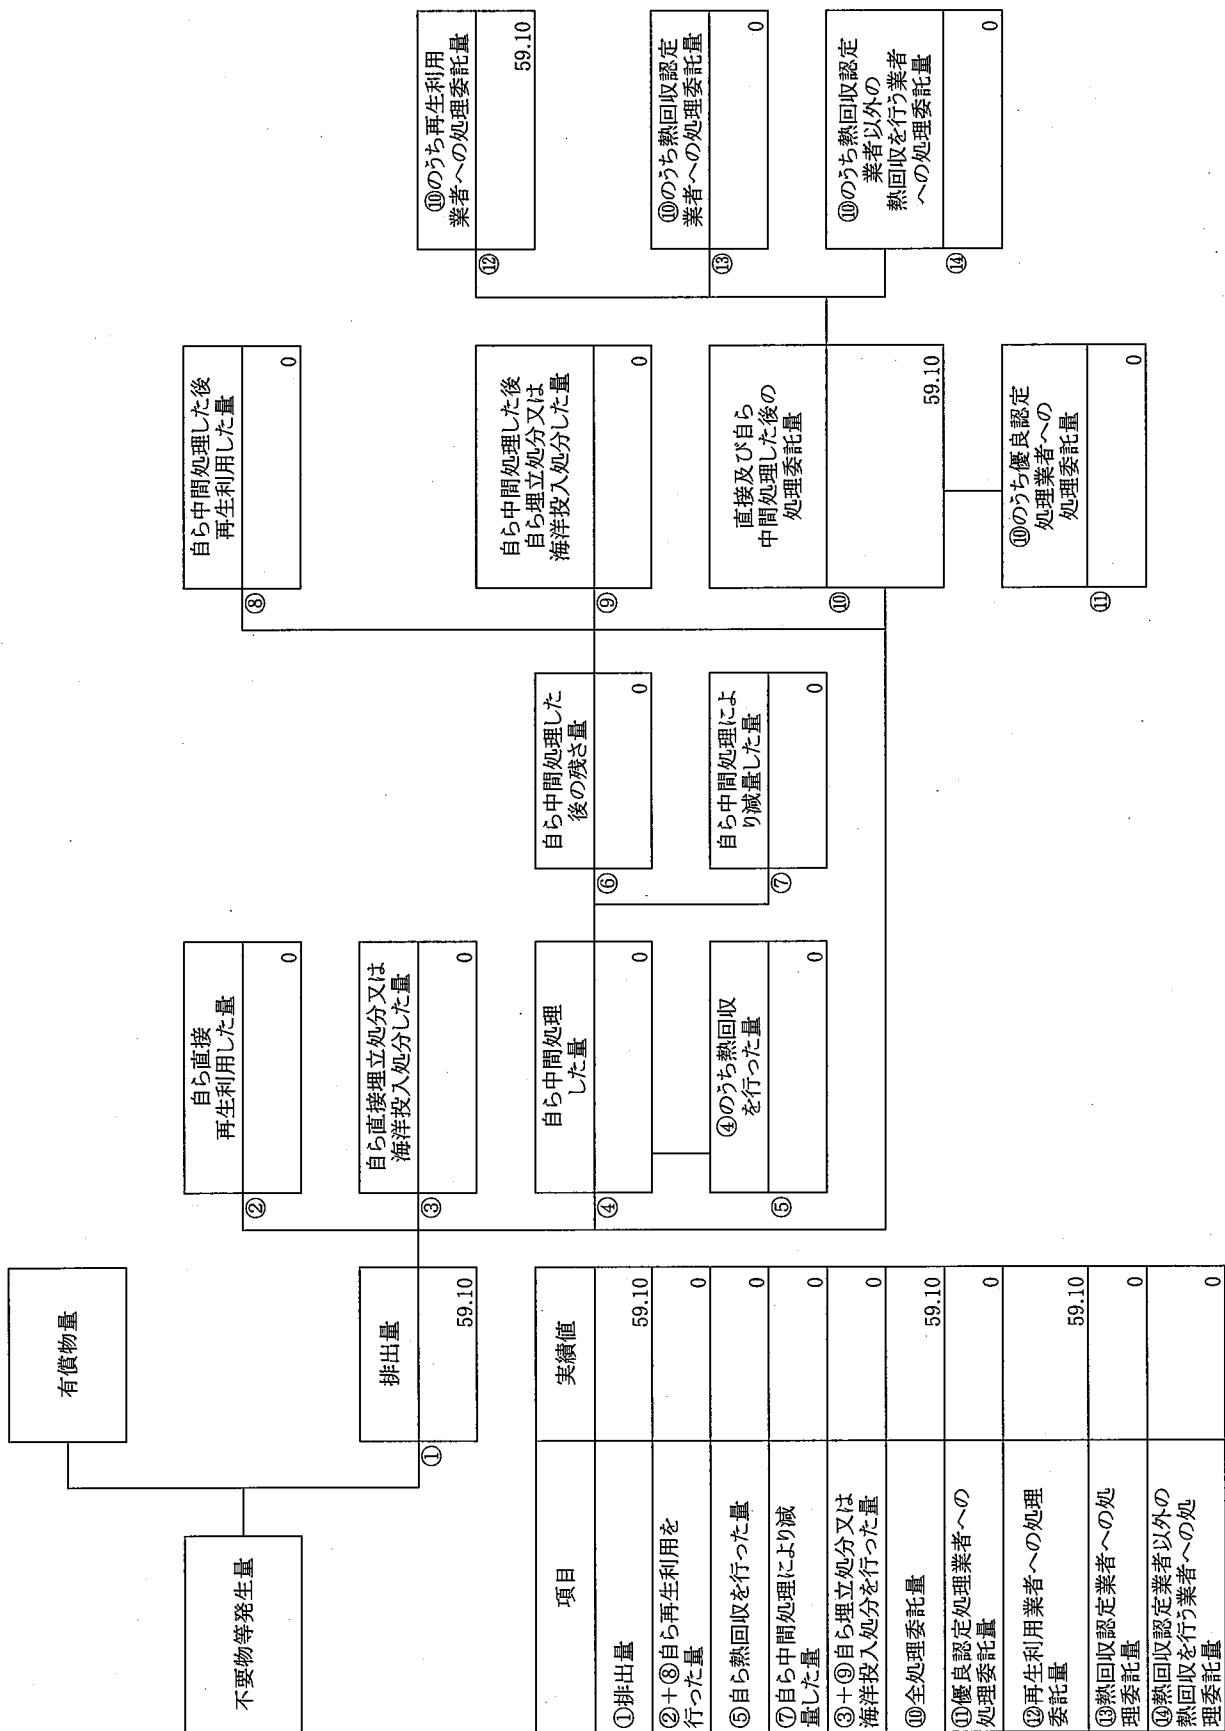 不要物等発生量
有償物量
①
排出量
59.10
②
自ら直接
再生利用した量
0
③
自ら直接埋立処分又は
海洋投入処分した量
0
④
自ら中間処理
した量
0
⑤
④のうち熱回収
を行った量
0
⑥
自ら中間処理した
後の残さ量
0
⑦
自ら中間処理によ
り減量した量
0
⑧
自ら中間処理した後
再生利用した量
0
⑨
自ら中間処理した後
自ら埋立処分又は
海洋投入処分した量
0
⑩
直接及び自ら
中間処理した後の
処理委託量
59.10
⑪
⑩のうち優良認定
処理業者への
処理委託量
0
⑫
⑩のうち再生利用
業者への処理委託量
59.10
⑬
⑩のうち熱回収認定
業者への処理委託量
0
⑭
⑩のうち熱回収認定
業者以外の
熱回収を行う業者
への処理委託量
0
項目 実績値
①排出量 59.10
②+⑧自ら再生利用を
行った量 0
⑤自ら熱回収を行った量 0
⑦自ら中間処理により減
量した量 0
③+⑨自ら埋立処分又は
海洋投入処分を行った量 0
⑩全処理委託量 59.10
⑪優良認定処理業者への
処理委託量 0
⑫再生利用業者への処理
委託量 59.10
⑬熱回収認定業者への処
理委託量 0
⑭熱回収認定業者以外の
熱回収を行う業者への処
理委託量 0